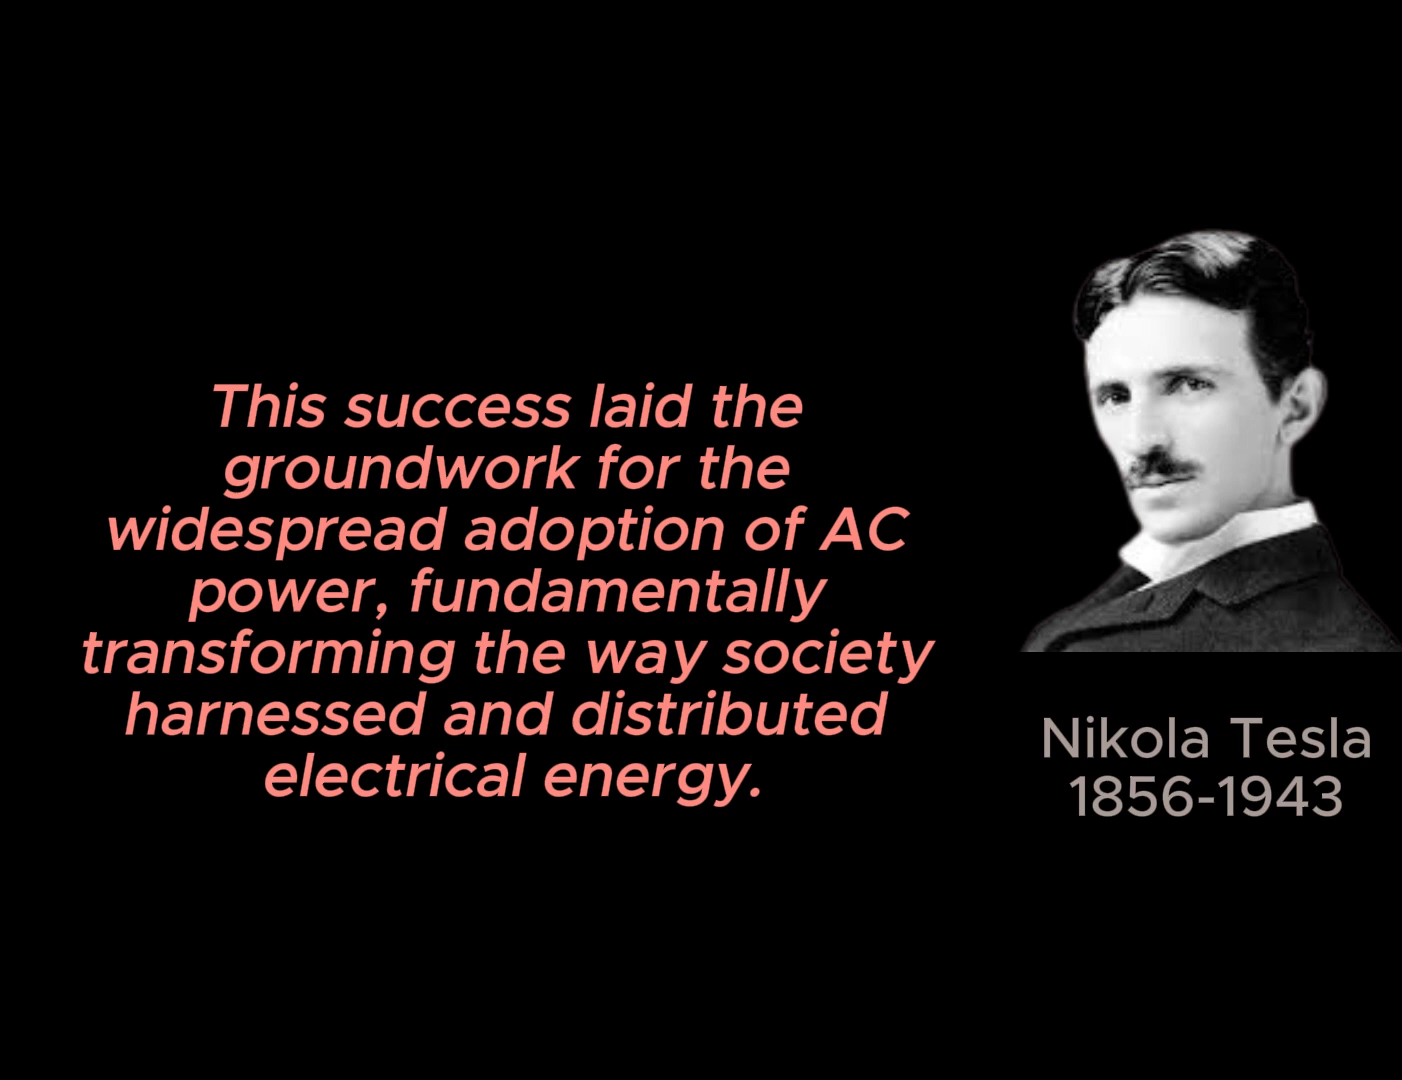 This success laid the
groundwork for the
widespread adoption of AC
power, fundamentally
transforming the way society
harnessed and distributed
electrical energy.
Nikola Tesla
1856-1943